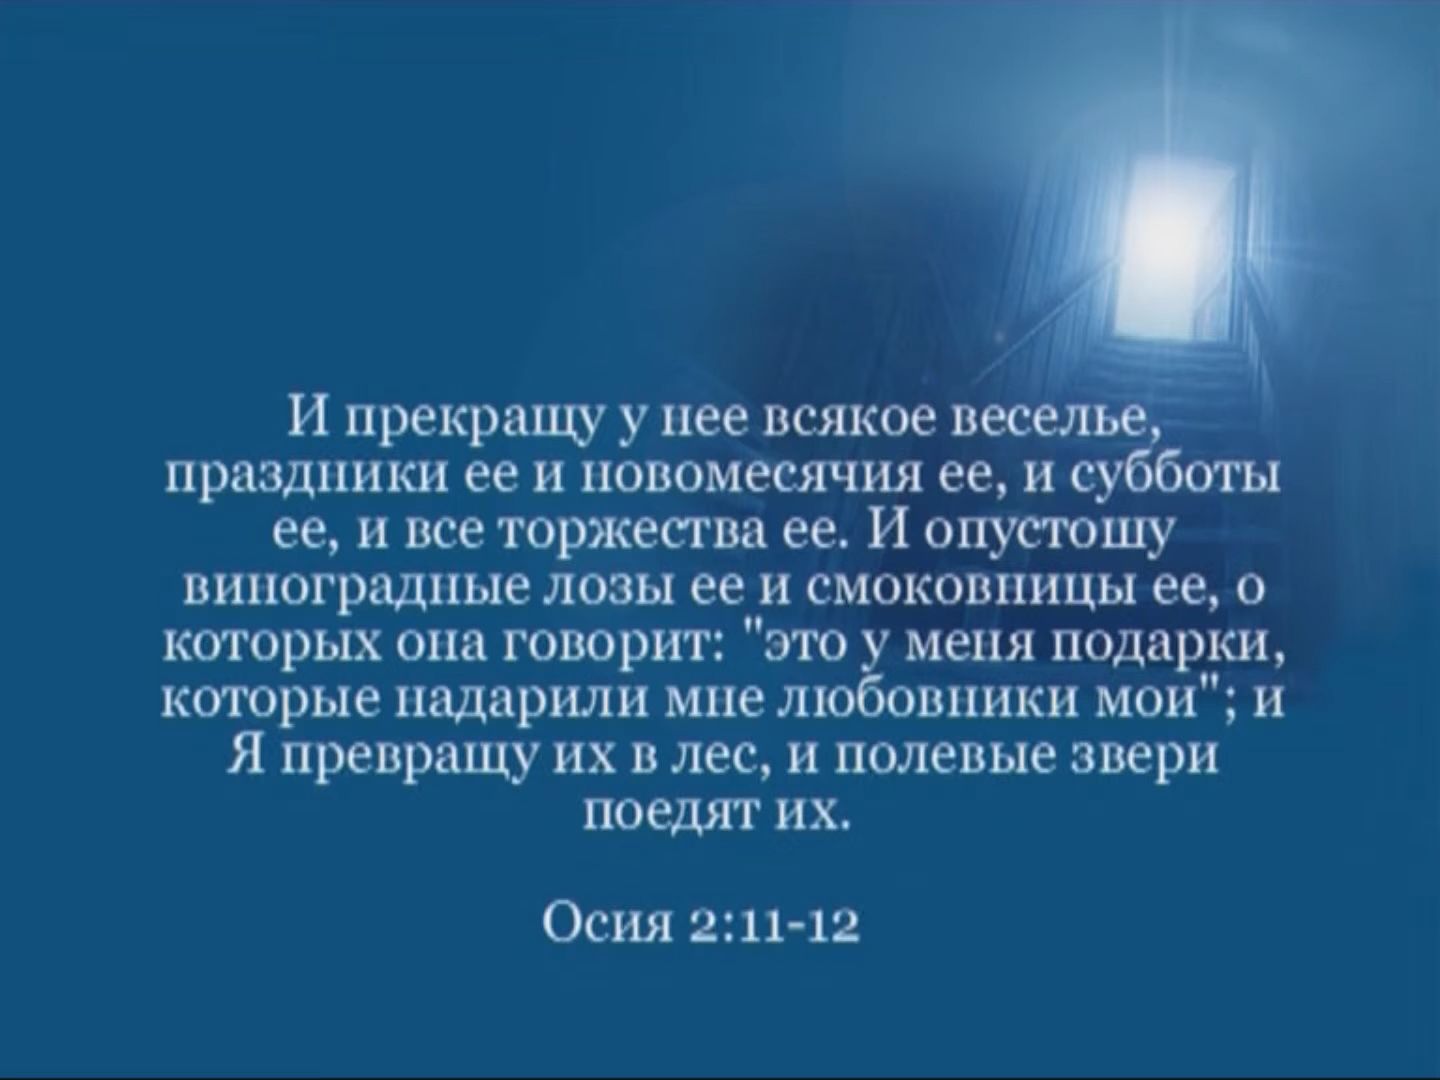 И прекращу у нее всякое веселье,
праздники ее и новомесячия ее, и субботы
ее, и все торжества ее. И опустошу
виноградные лозы ее и смоковницы ее, о
которых она говорит: "это у меня подарки,
которые надарили мне любовники мои"; и
Я превращу их в лес, и полевые звери
поедят их.
Осия 2:11-12